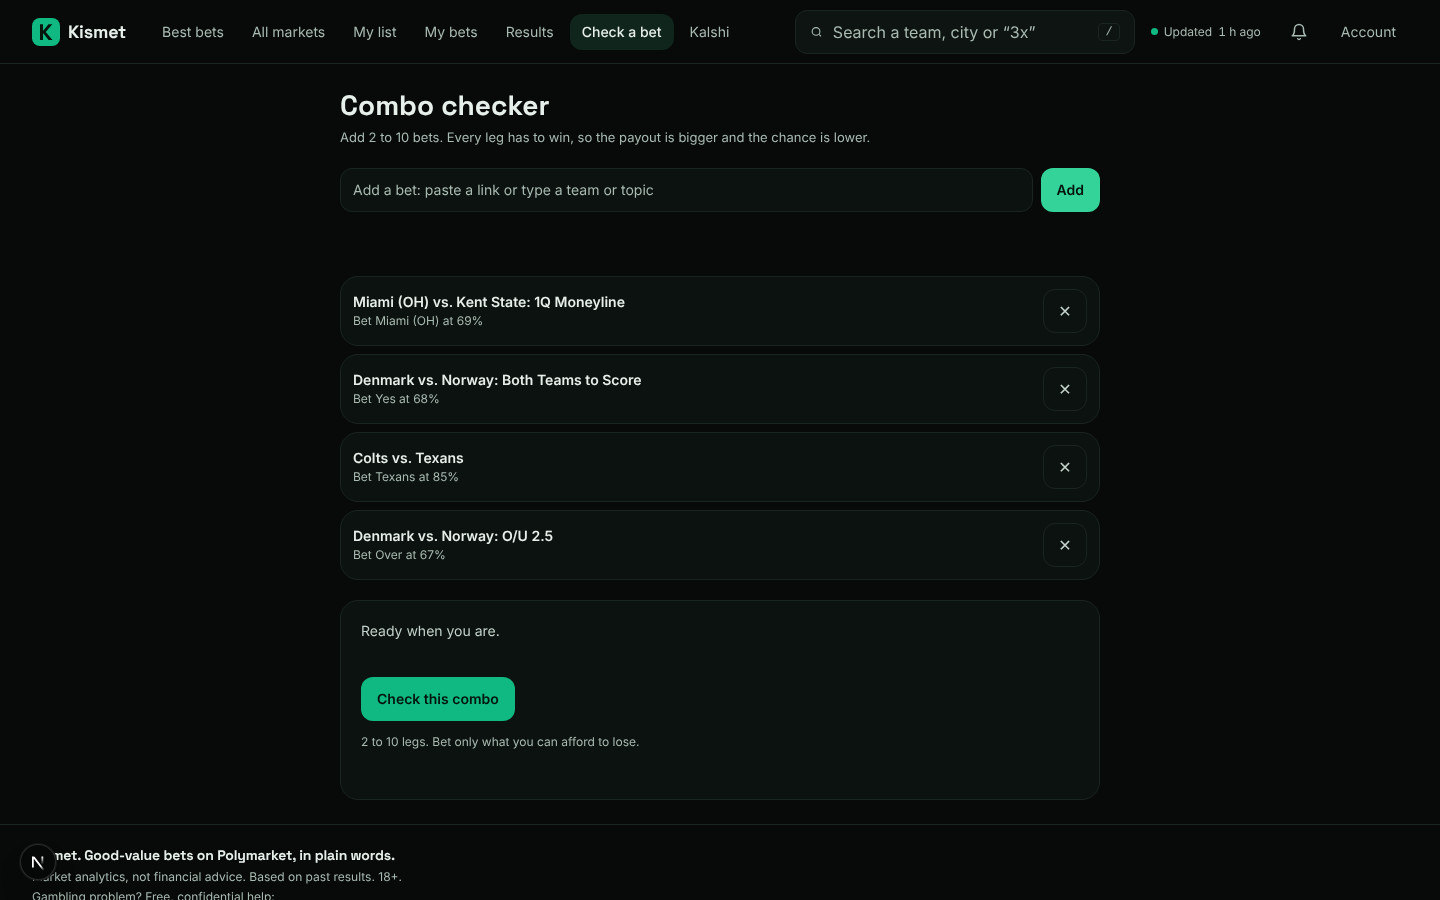 K Kismet
Best bets
All markets
My list
My bets
Results
Check a bet
Kalshi
Search a team, city or “3x”
/
Updated 1 h ago
Account
Combo checker
Add 2 to 10 bets. Every leg has to win, so the payout is bigger and the chance is lower.
Add a bet: paste a link or type a team or topic
Add
Miami (OH) vs. Kent State: 1Q Moneyline
Bet Miami (OH) at 69%
Denmark vs. Norway: Both Teams to Score
Bet Yes at 68%
Colts vs. Texans
Bet Texans at 85%
Denmark vs. Norway: O/U 2.5
Bet Over at 67%
Ready when you are.
Check this combo
2 to 10 legs. Bet only what you can afford to lose.
N
met. Good-value bets on Polymarket, in plain words.
Market analytics, not financial advice. Based on past results. 18+.
Gambling problem? Free, confidential help: